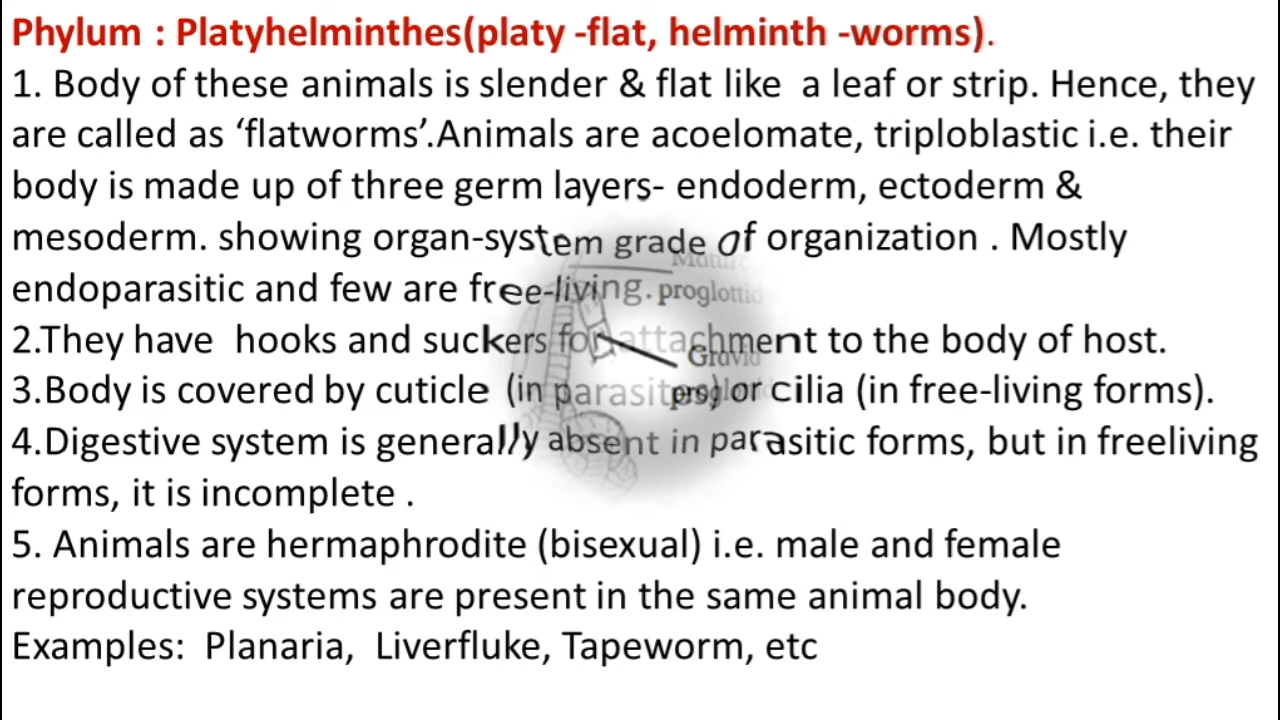 Phylum : Platyhelminthes(platy -flat, helminth -worms).
1. Body of these animals is slender & flat like a leaf or strip. Hence, they
are called as ‘flatworms’.Animals are acoelomate, triploblastic i.e. their
body is made up of three germ layers- endoderm, ectoderm &
mesoderm. showing organ-system grade of organization . Mostly
endoparasitic and few are free-living.
proglottid
2.They have hooks and suckers for attachment to the body of host.
Gravid
3.Body is covered by cuticle (in parasites) or cilia (in free-living forms).
4.Digestive system is generally absent in parasitic forms, but in freeliving
forms, it is incomplete .
5. Animals are hermaphrodite (bisexual) i.e. male and female
reproductive systems are present in the same animal body.
Examples: Planaria, Liverfluke, Tapeworm, etc